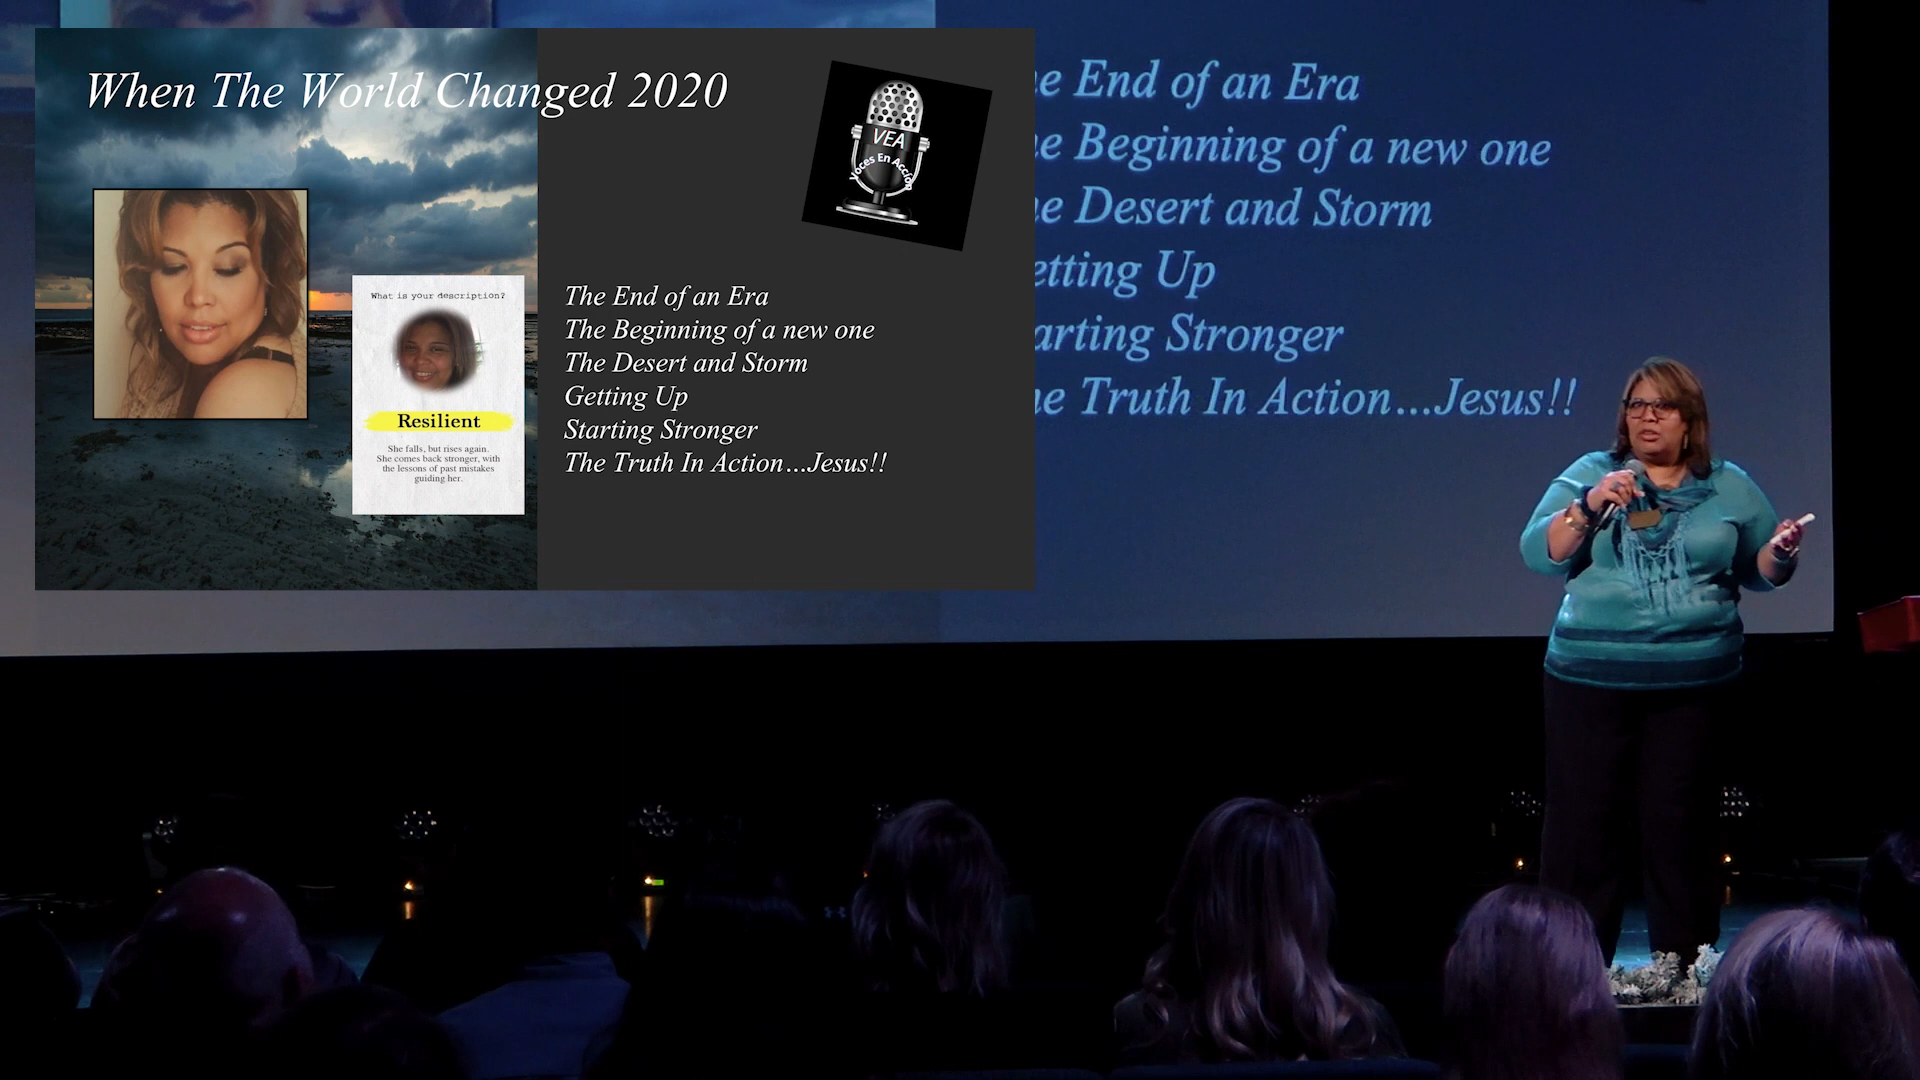 When The World Changed 2020
VEA
Voces En Acción
What is your description?
Resilient
She falls, but rises again.
She comes back stronger, with
the lessons of past mistakes
guiding her.
The End of an Era
The Beginning of a new one
The Desert and Storm
Getting Up
Starting Stronger
The Truth In Action...Jesus!!
e End of an Era
e Beginning of a new one
e Desert and Storm
etting Up
arting Stronger
e Truth In Action...Jesus!!